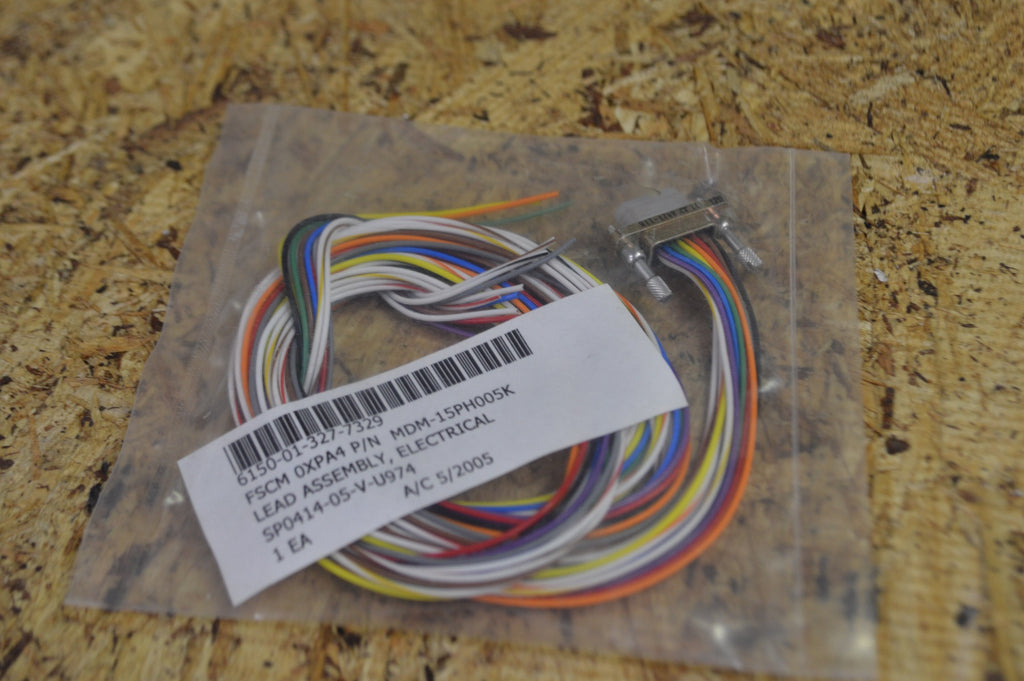 6150-01-327-7329
FSCM 0XPA4 P/N MDM-15PH005K
LEAD ASSEMBLY, ELECTRICAL
SP0414-05-V-U974
A/C 5/2005
1 EA